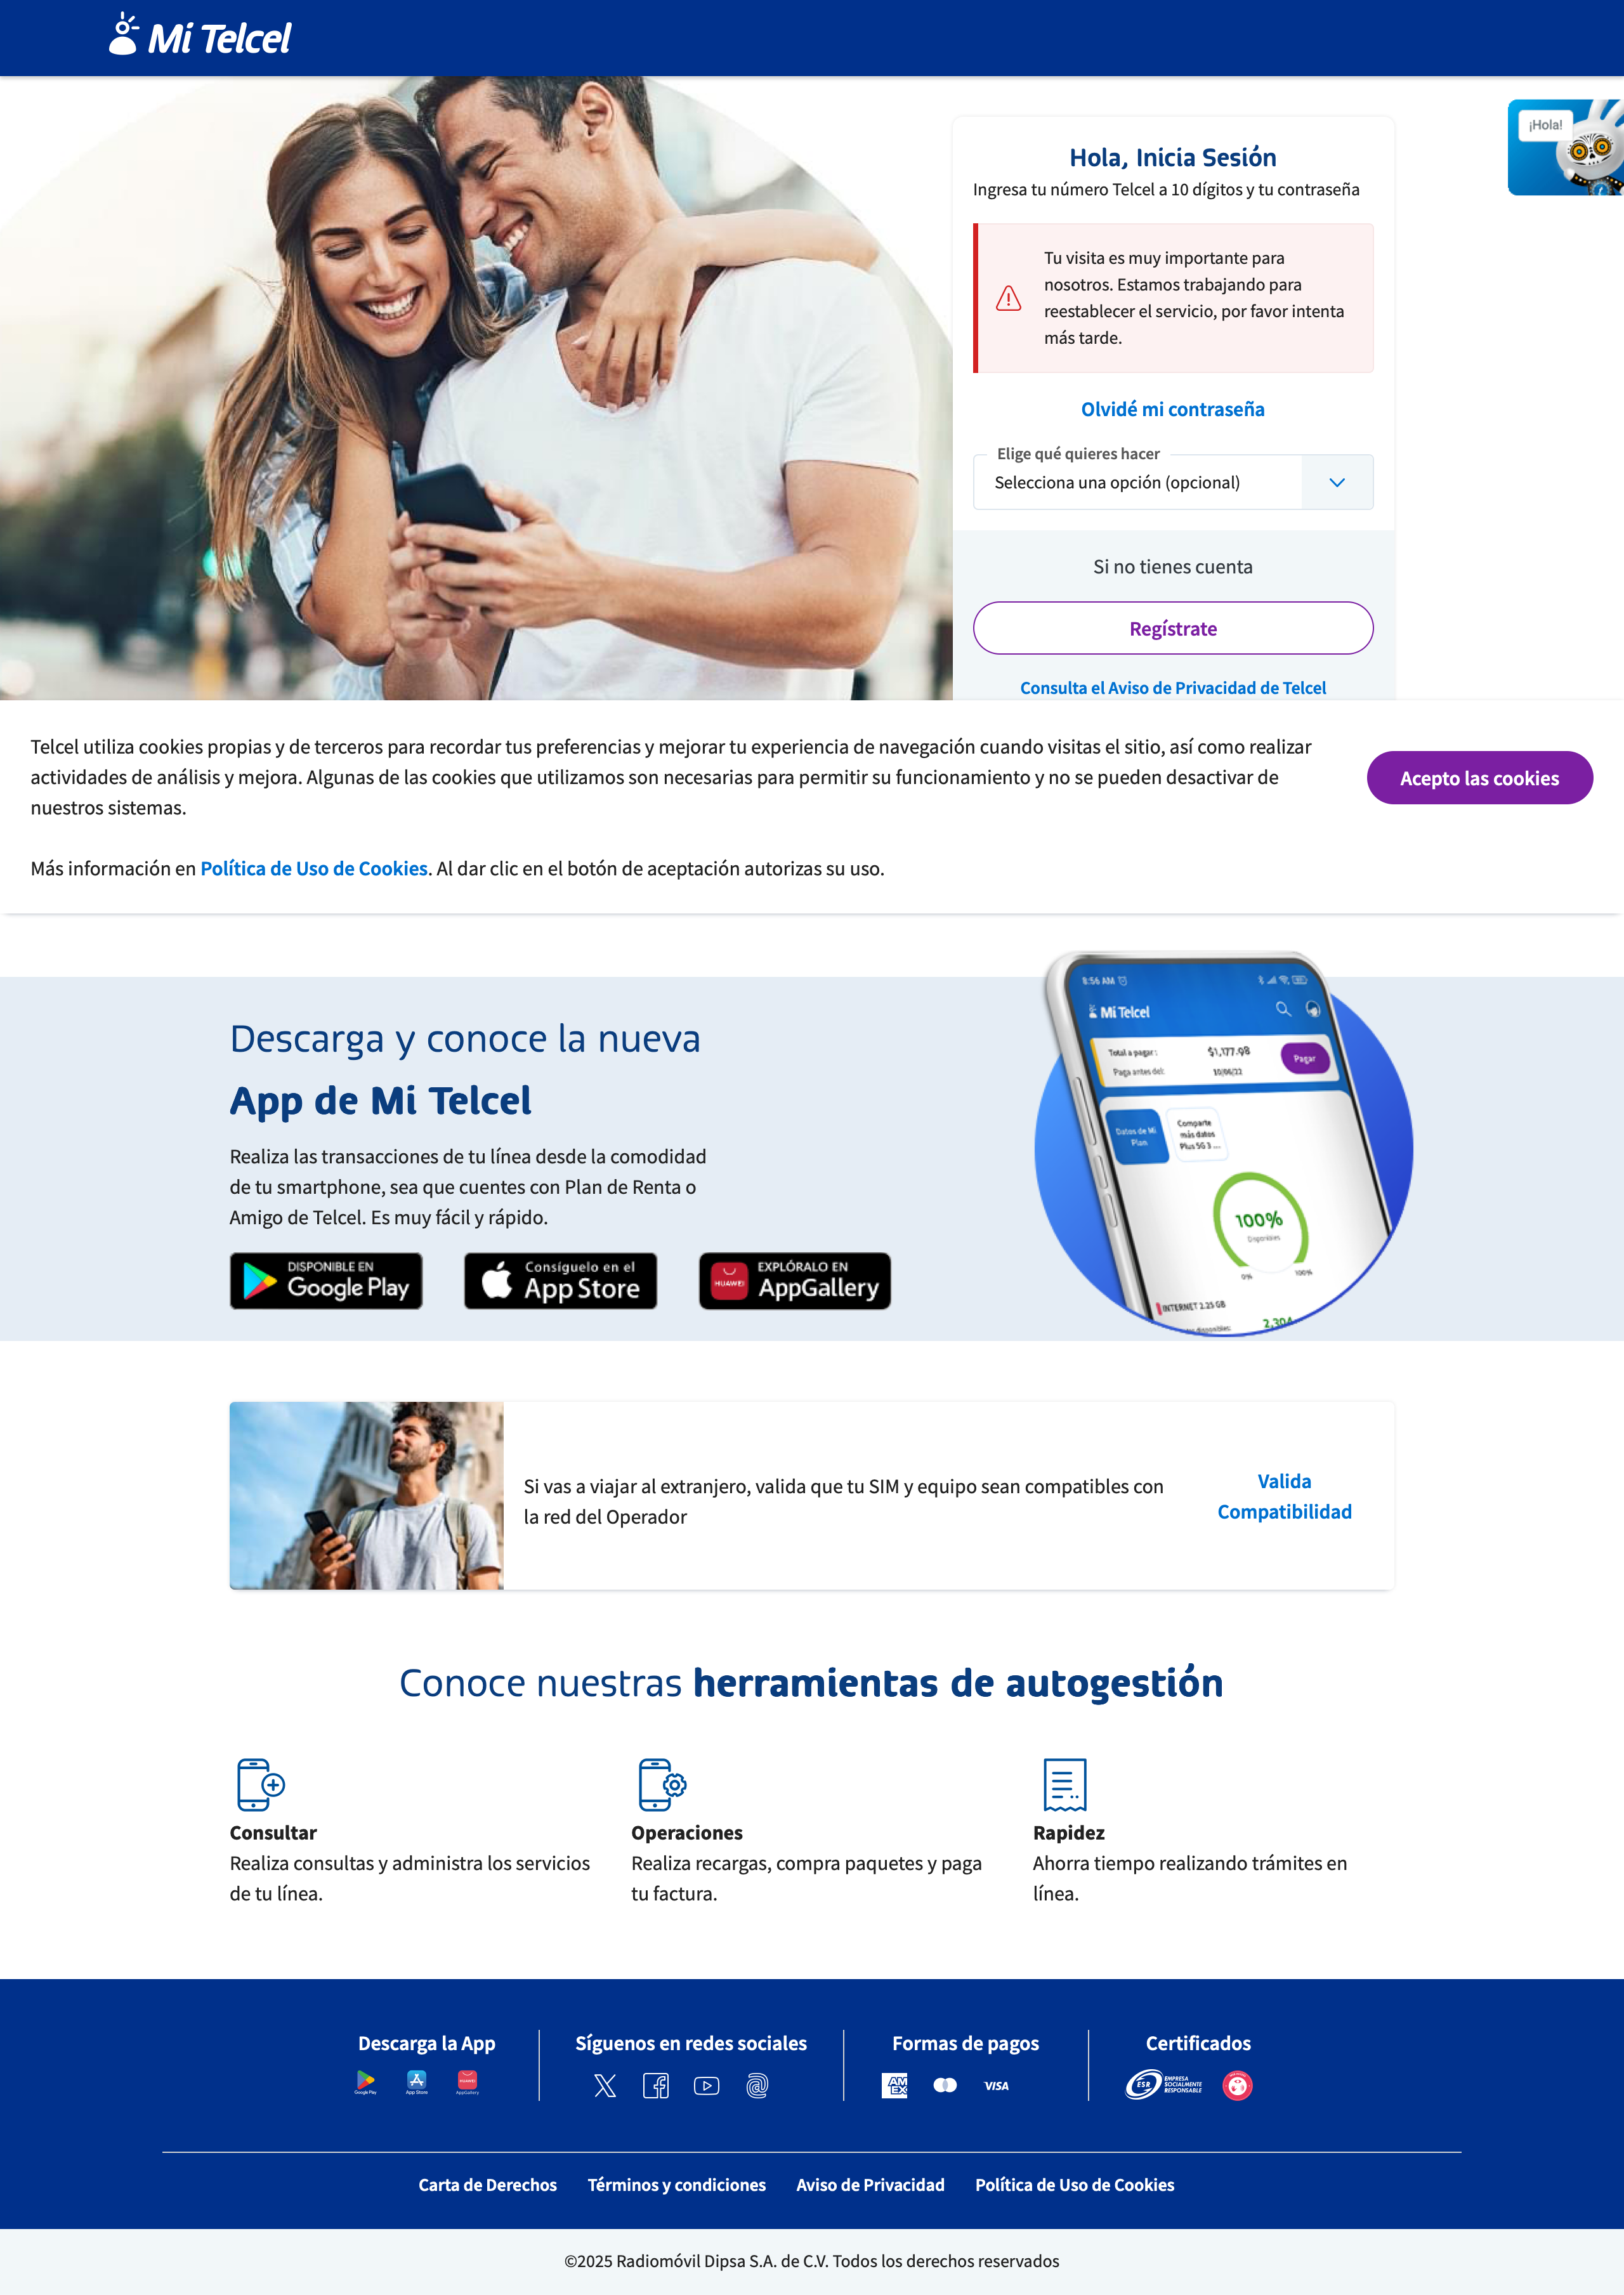 Mi Telcel
¡Hola!
Hola, Inicia Sesión
Ingresa tu número Telcel a 10 dígitos y tu contraseña
Tu visita es muy importante para
nosotros. Estamos trabajando para
reestablecer el servicio, por favor intenta
más tarde.
Olvidé mi contraseña
Elige qué quieres hacer
Selecciona una opción (opcional)
Si no tienes cuenta
Regístrate
Consulta el Aviso de Privacidad de Telcel
Telcel utiliza cookies propias y de terceros para recordar tus preferencias y mejorar tu experiencia de navegación cuando visitas el sitio, así como realizar
actividades de análisis y mejora. Algunas de las cookies que utilizamos son necesarias para permitir su funcionamiento y no se pueden desactivar de
nuestros sistemas.
Acepto las cookies
Más información en Política de Uso de Cookies. Al dar clic en el botón de aceptación autorizas su uso.
Descarga y conoce la nueva
App de Mi Telcel
Realiza las transacciones de tu línea desde la comodidad
de tu smartphone, sea que cuentes con Plan de Renta o
Amigo de Telcel. Es muy fácil y rápido.
DISPONIBLE EN
Google Play
Consíguelo en el
App Store
HUAWEI
EXPLÓRALO EN
AppGallery
8:56 AM
Mi Telcel
Total a pagar: $1,177.98
Pagar
Paga antes del: 10/06/22
Datos de Mi
Plan
Comparte
más datos
Plus 5G 3 ...
100%
Disponibles
0% 100%
INTERNET 2.25 GB
disponibles:
2,304
Si vas a viajar al extranjero, valida que tu SIM y equipo sean compatibles con
la red del Operador
Valida
Compatibilidad
Conoce nuestras herramientas de autogestión
Consultar
Realiza consultas y administra los servicios
de tu línea.
Operaciones
Realiza recargas, compra paquetes y paga
tu factura.
Rapidez
Ahorra tiempo realizando trámites en
línea.
Descarga la App
Google Play
App Store
HUAWEI
AppGallery
Síguenos en redes sociales
Formas de pagos
AMEX
VISA
Certificados
ESR
EMPRESA
SOCIALMENTE
RESPONSABLE
Carta de Derechos
Términos y condiciones
Aviso de Privacidad
Política de Uso de Cookies
©2025 Radiomóvil Dipsa S.A. de C.V. Todos los derechos reservados